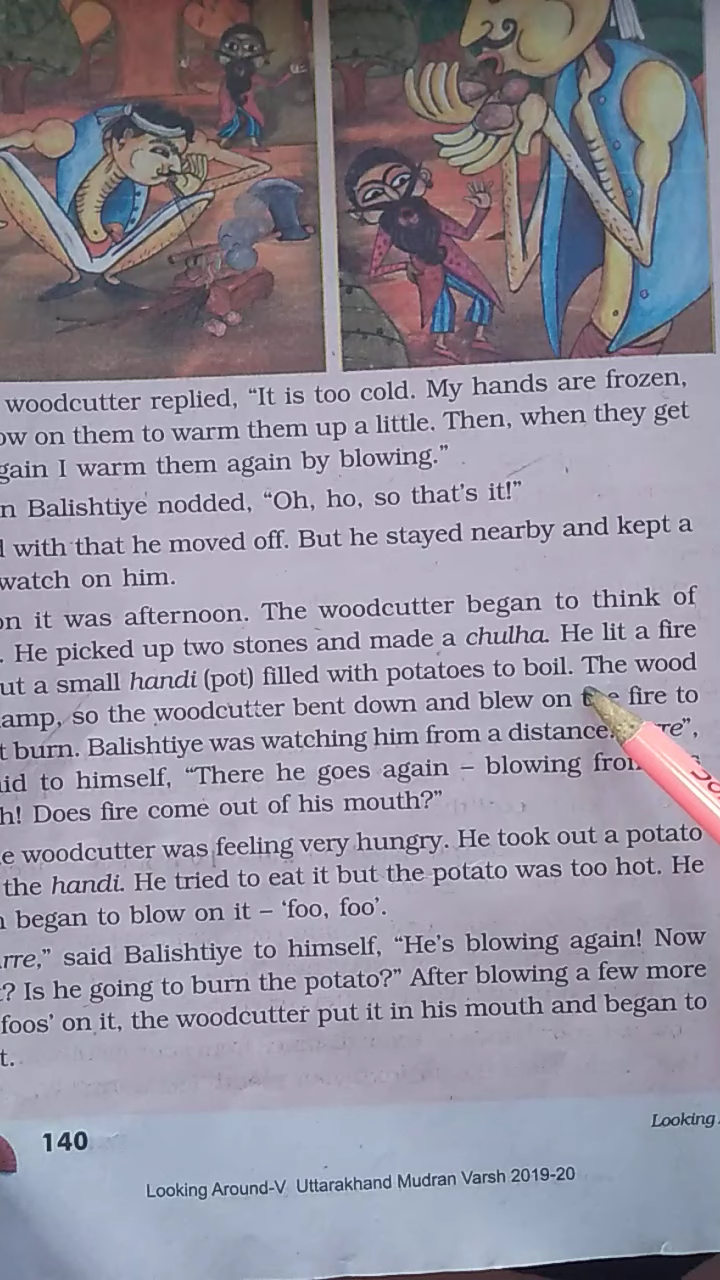 woodcutter replied, “It is too cold. My hands are frozen,
ow on them to warm them up a little. Then, when they get
gain I warm them again by blowing.”
n Balishtiye nodded, “Oh, ho, so that’s it!”
d with that he moved off. But he stayed nearby and kept a
watch on him.
on it was afternoon. The woodcutter began to think of
. He picked up two stones and made a chulha. He lit a fire
ut a small handi (pot) filled with potatoes to boil. The wood
amp, so the woodcutter bent down and blew on fire to
t burn. Balishtiye was watching him from a distance. re”,
aid to himself, “There he goes again – blowing fro
h! Does fire come out of his mouth?”
e woodcutter was feeling very hungry. He took out a potato
the handi. He tried to eat it but the potato was too hot. He
n began to blow on it – ‘foo, foo’.
rre,” said Balishtiye to himself, “He’s blowing again! Now
? Is he going to burn the potato?” After blowing a few more
foos’ on it, the woodcutter put it in his mouth and began to
t.
Looking
140
Looking Around-V Uttarakhand Mudran Varsh 2019-20